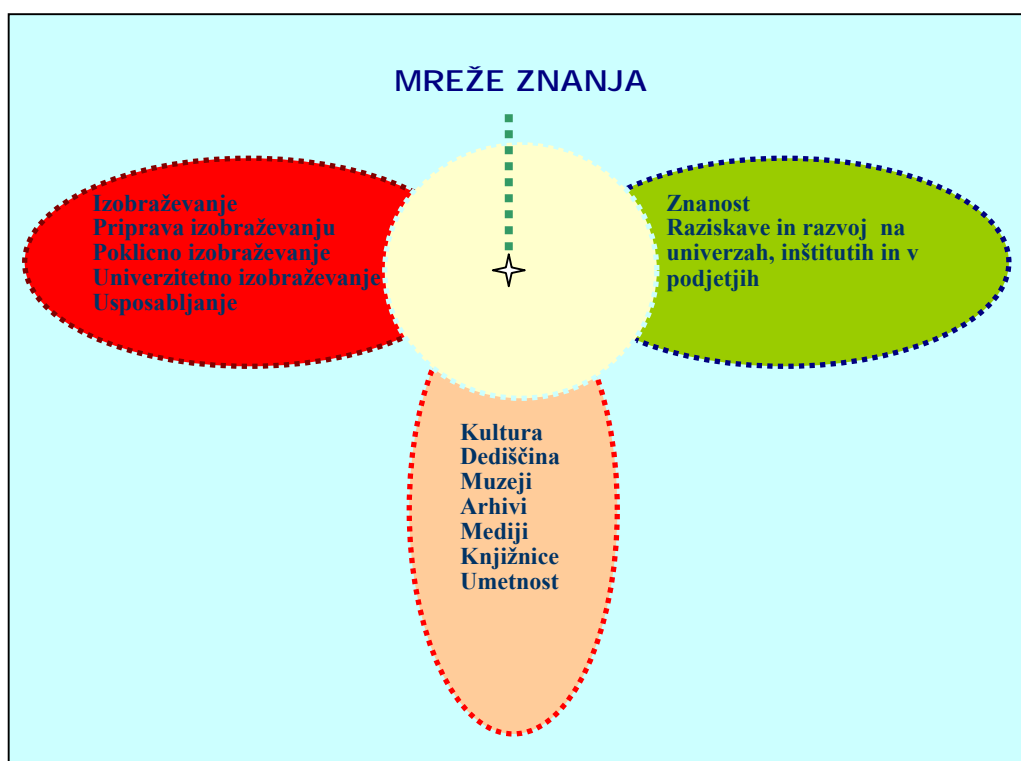 MREŽE ZNANJA
Izobraževanje
Priprava izobraževanju
Poklicno izobraževanje
Univerzitetno izobraževanje
Usposabljanje
Znanost
Raziskave in razvoj na
univerzah, inštitutih in v
podjetjih
Kultura
Dediščina
Muzeji
Arhivi
Mediji
Knjižnice
Umetnost